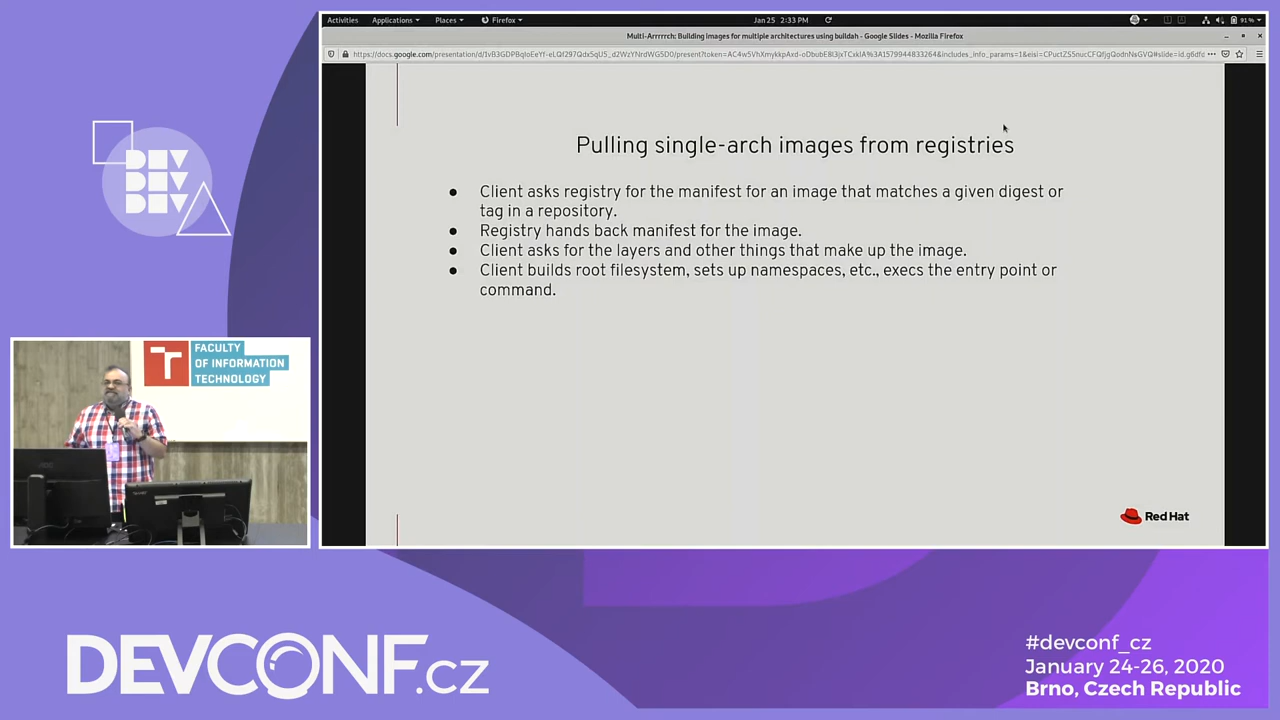 Activities Applications Places Firefox Jan 25 2:33 PM 91 %
Multi-Arrrrrch: Building images for multiple architectures using buildah - Google Slides - Mozilla Firefox
DEV
DEV
DEV
Pulling single-arch images from registries
● Client asks registry for the manifest for an image that matches a given digest or
tag in a repository.
● Registry hands back manifest for the image.
● Client asks for the layers and other things that make up the image.
● Client builds root filesystem, sets up namespaces, etc., execs the entry point or
command.
Red Hat
FACULTY
OF INFORMATION
TECHNOLOGY
DEVCONF.cz
#devconf_cz
January 24-26, 2020
Brno, Czech Republic